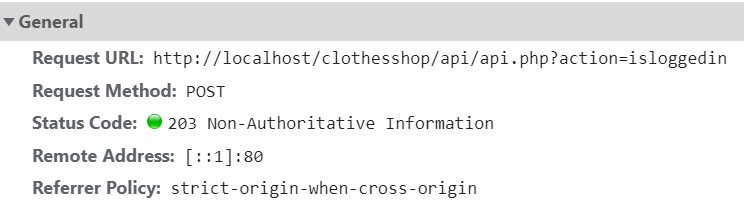 General
Request URL: http://localhost/clothesshop/api/api.php?action=isloggedin
Request Method: POST
Status Code: 203 Non-Authoritative Information
Remote Address: [::1]:80
Referrer Policy: strict-origin-when-cross-origin